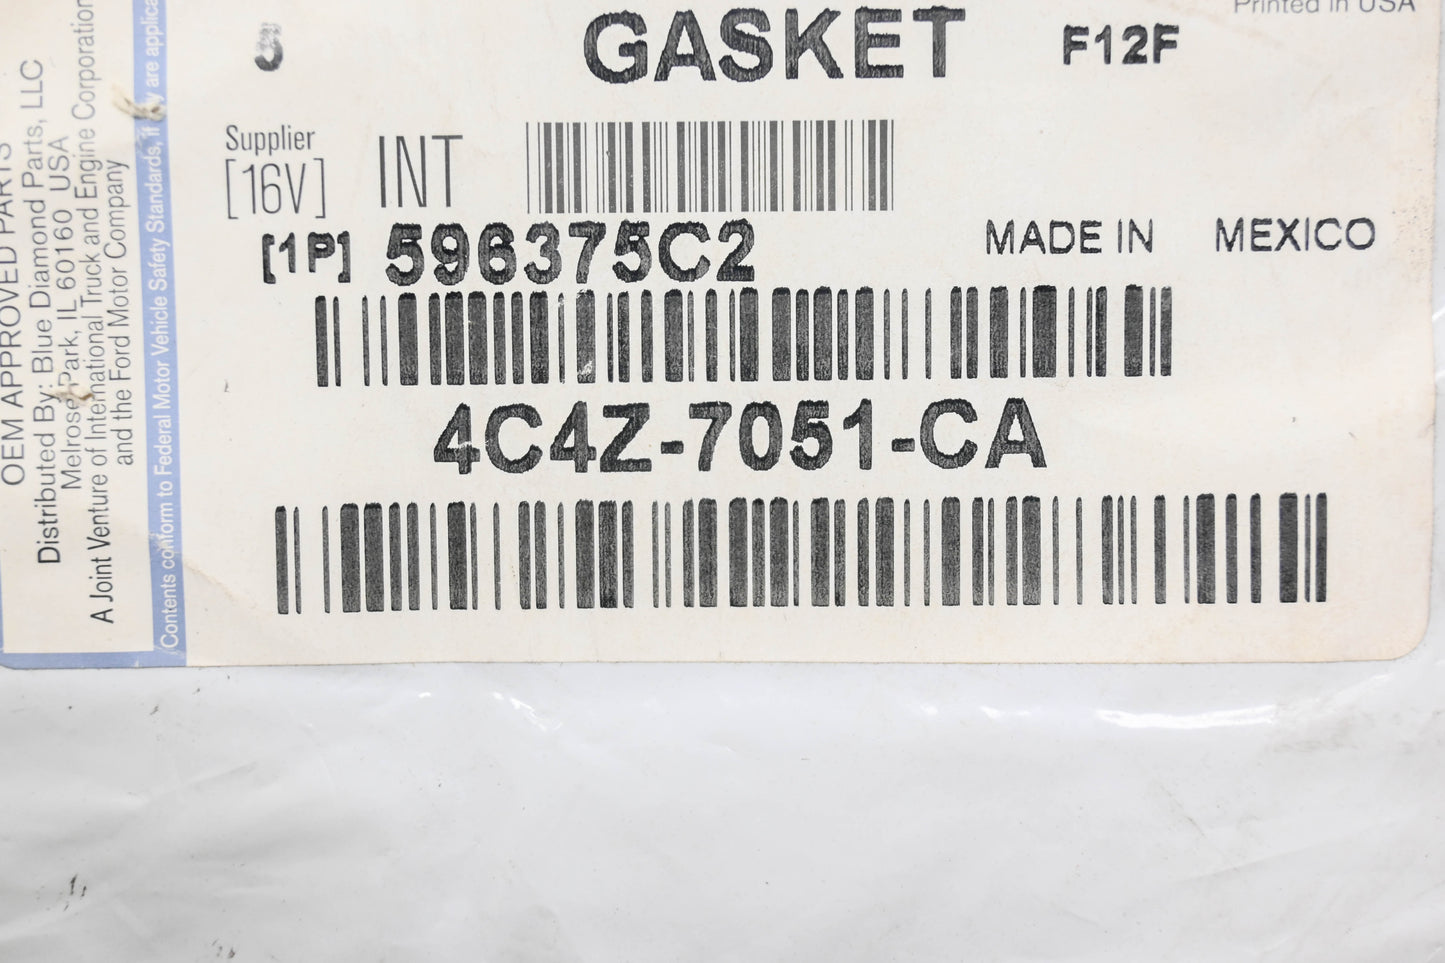 Printed in USA
3
GASKET
F12F
Supplier
[16V]
INT
[1P] 596375C2
MADE IN MEXICO
4C4Z-7051-CA
OEM APPROVED PARTS
Distributed By: Blue Diamond Parts, LLC
Melrose Park, IL 60160 USA
A Joint Venture of International Truck and Engine Corporation
and the Ford Motor Company
Contents conform to Federal Motor Vehicle Safety Standards, if any are